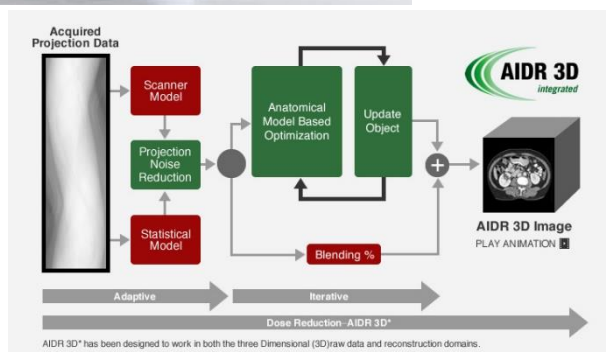 Acquired
Projection Data
Scanner
Model
Projection
Noise
Reduction
Statistical
Model
Anatomical
Model Based
Optimization
Update
Object
Blending %
+
AIDR 3D
integrated
AIDR 3D Image
PLAY ANIMATION
Adaptive
Iterative
Dose Reduction-AIDR 3D*
AIDR 3D* has been designed to work in both the three Dimensional (3D)raw data and reconstruction domains.